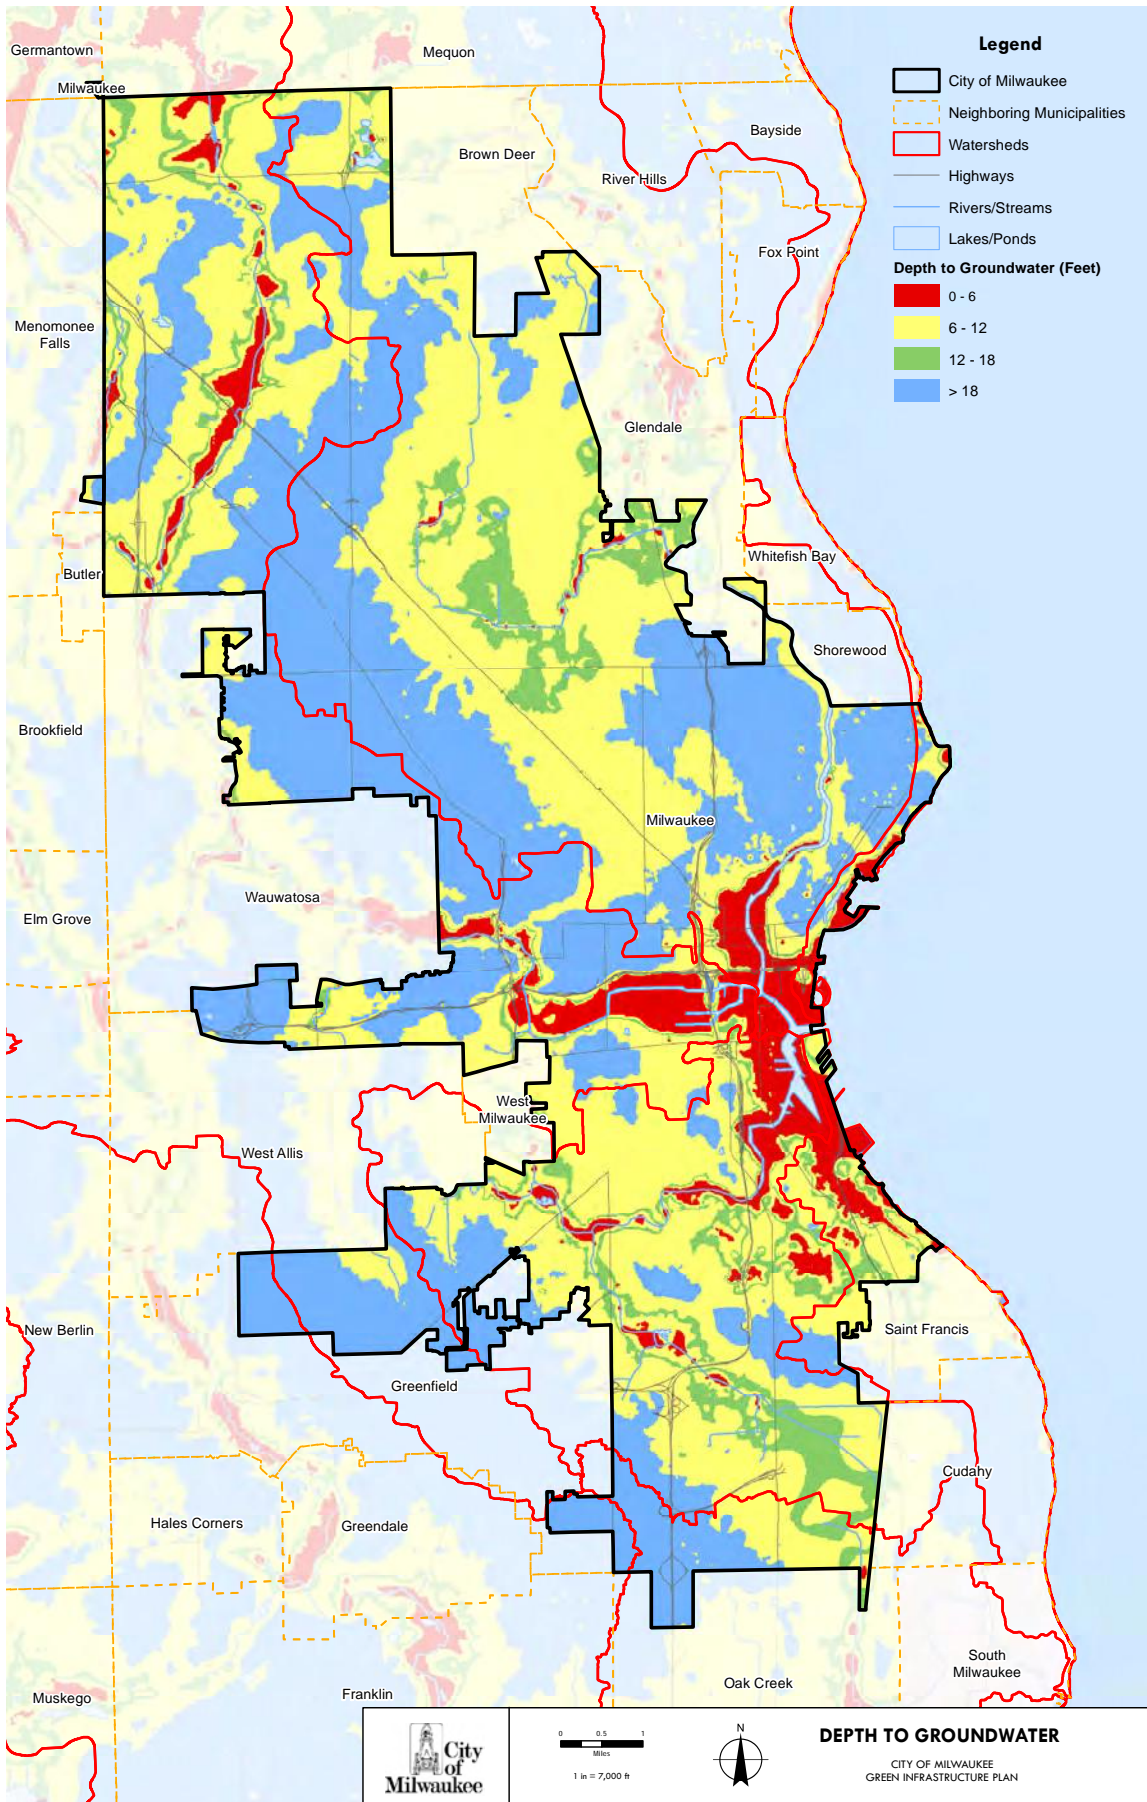 Germantown
Mequon
Milwaukee
Brown Deer
Bayside
River Hills
Fox Point
Menomonee
Falls
Glendale
Butler
Whitefish Bay
Shorewood
Brookfield
Milwaukee
Wauwatosa
Elm Grove
West
Milwaukee
West Allis
New Berlin
Saint Francis
Greenfield
Cudahy
Hales Corners
Greendale
South
Milwaukee
Oak Creek
Muskego
Franklin
Legend
City of Milwaukee
Neighboring Municipalities
Watersheds
Highways
Rivers/Streams
Lakes/Ponds
Depth to Groundwater (Feet)
0 - 6
6 - 12
12 - 18
> 18
City
of
Milwaukee
0 0.5 1
Miles
1 in = 7,000 ft
N
DEPTH TO GROUNDWATER
CITY OF MILWAUKEE
GREEN INFRASTRUCTURE PLAN